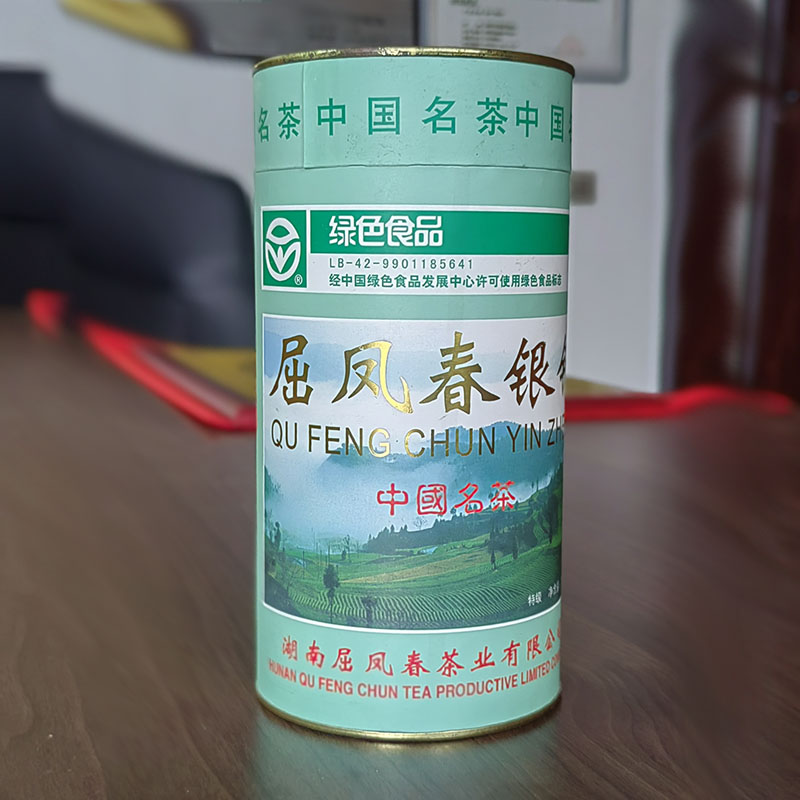 名茶 中国名茶 中国
绿色食品
LB-42-9901185641
经中国绿色食品发展中心许可使用绿色食品标志
®
屈凤春银
QU FENG CHUN YIN ZH
中國名茶
特级 净含
湖南屈凤春茶业有限公
HUNAN QU FENG CHUN TEA PRODUCTIVE LIMITED